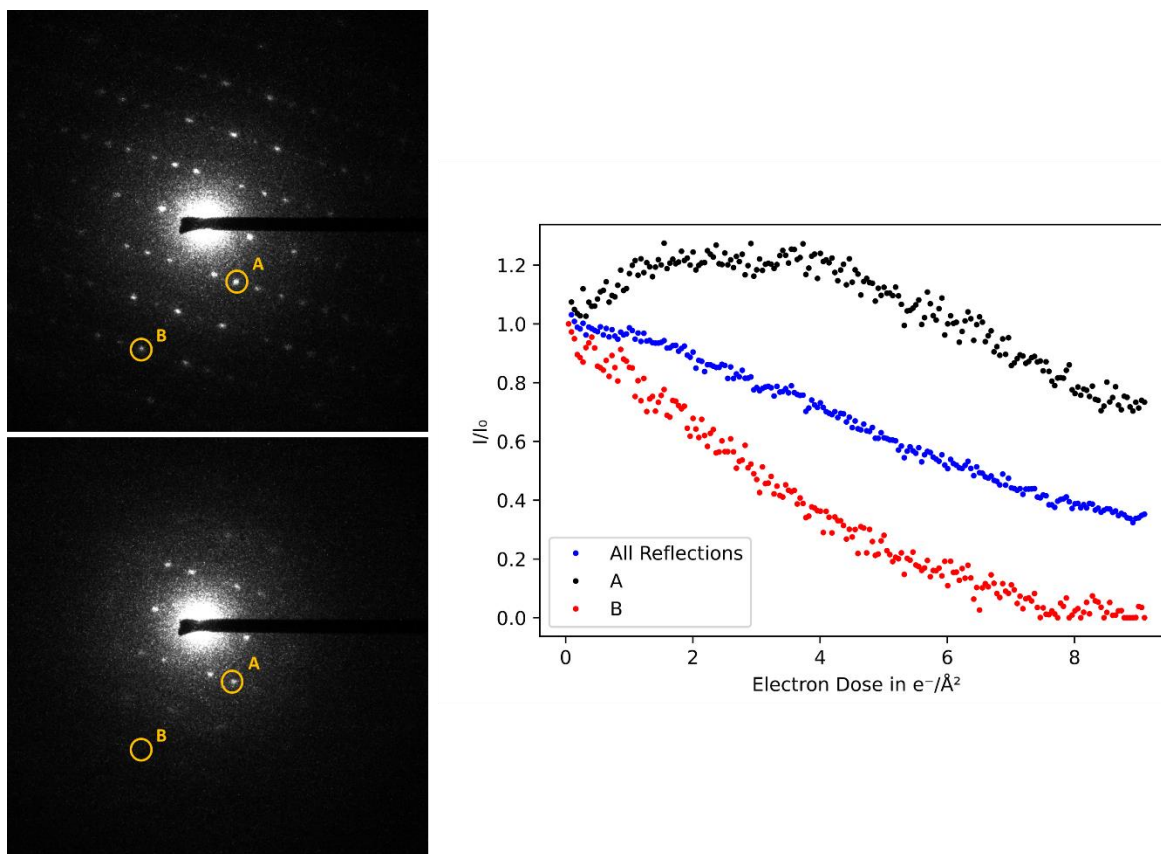 A
B
A
B
1.2
1.0
0.8
0.6
0.4
0.2
0.0
I/I₀
All Reflections
A
B
0 2 4 6 8
Electron Dose in e⁻/Å²